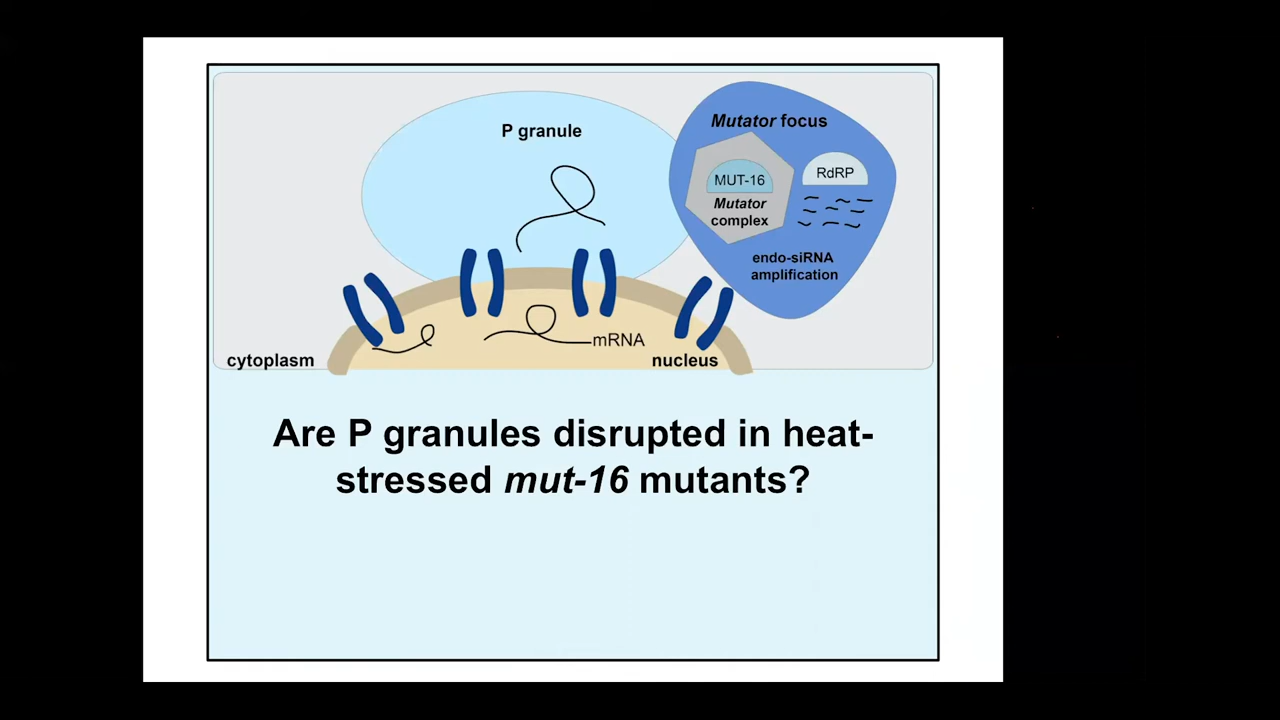 P granule
Mutator focus
MUT-16
RdRP
Mutator
complex
endo-siRNA
amplification
mRNA
cytoplasm
nucleus
Are P granules disrupted in heat-
stressed mut-16 mutants?